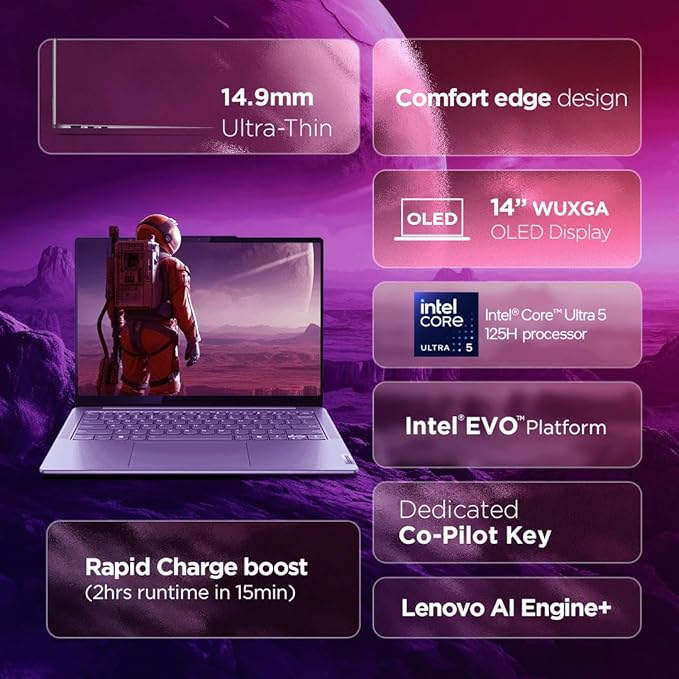 14.9mm
Ultra-Thin
Comfort edge design
OLED
14” WUXGA
OLED Display
intel
CORE
ULTRA 5
Intel® Core™ Ultra 5
125H processor
Intel® EVO™ Platform
Dedicated
Co-Pilot Key
Rapid Charge boost
(2hrs runtime in 15min)
Lenovo AI Engine+